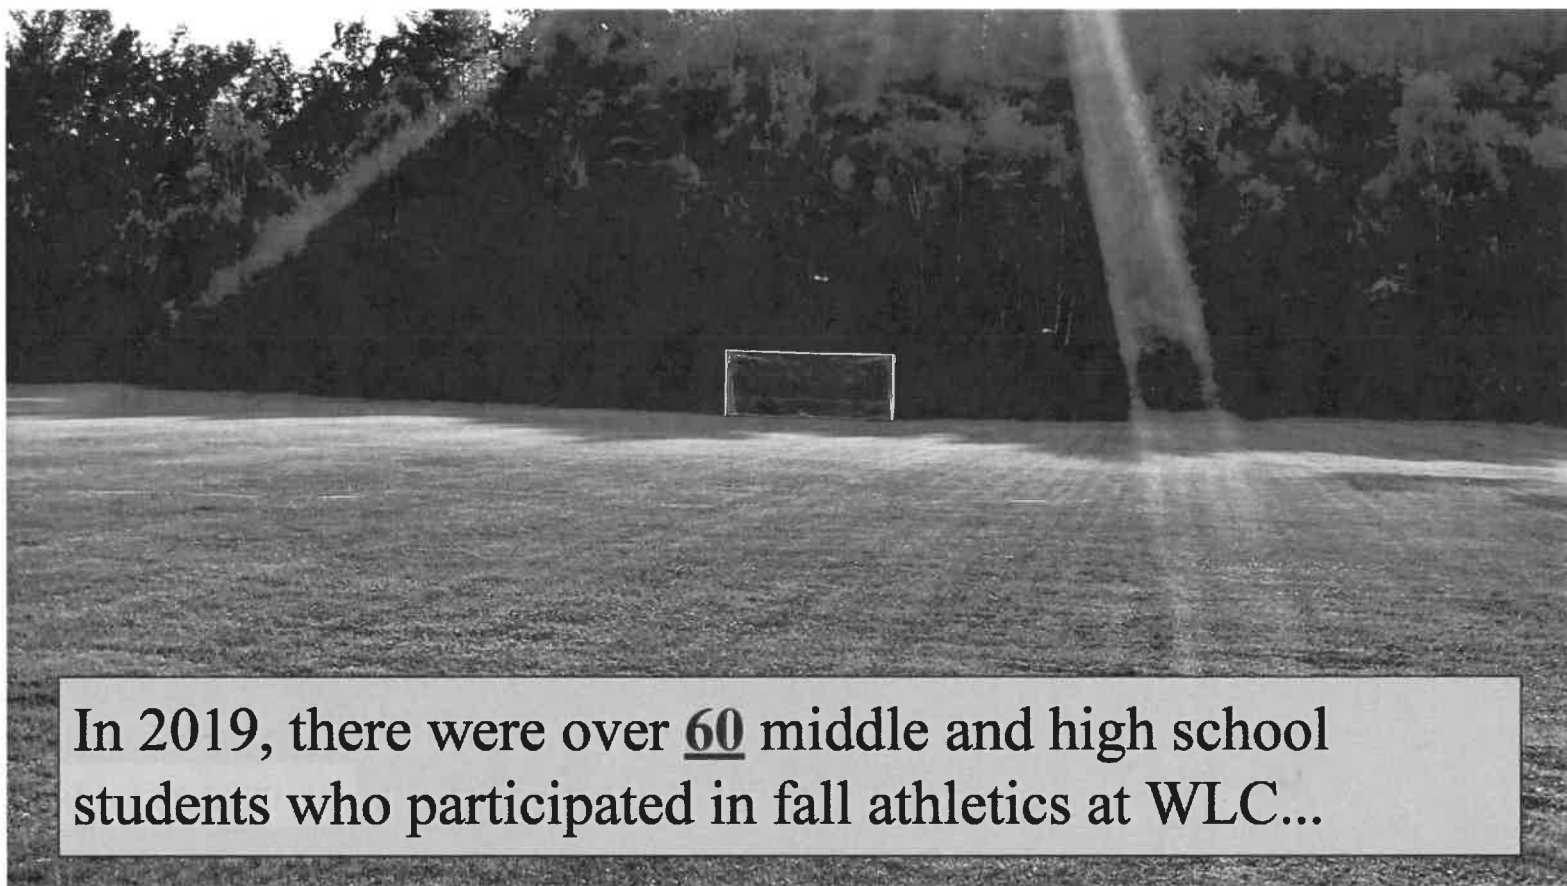 In 2019, there were over 60 middle and high school
students who participated in fall athletics at WLC...